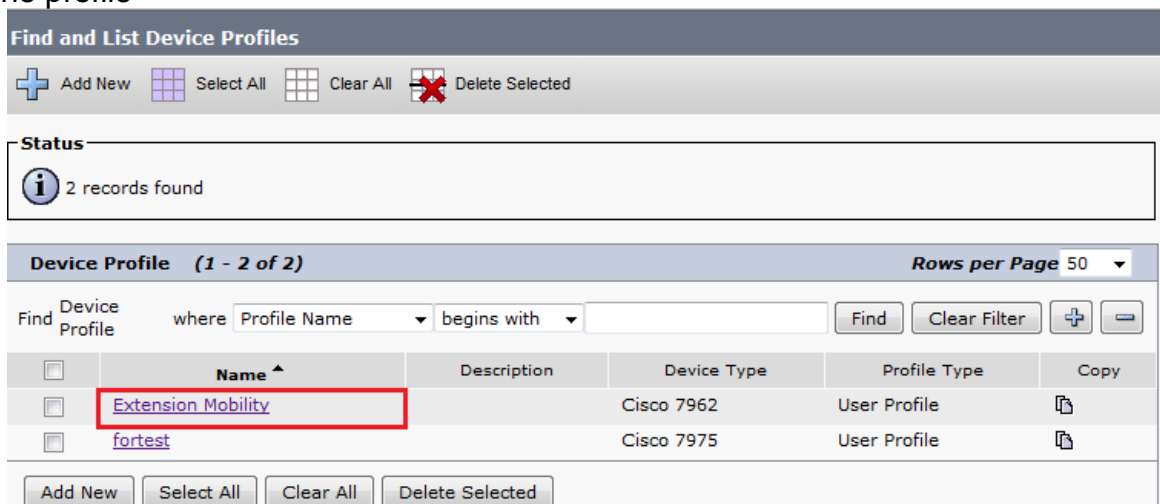 Find and List Device Profiles
Add New Select All Clear All Delete Selected
Status
2 records found
Device Profile (1 - 2 of 2) Rows per Page 50
Find Device Profile where Profile Name begins with Find Clear Filter
Name Description Device Type Profile Type Copy
Extension Mobility Cisco 7962 User Profile
fortest Cisco 7975 User Profile
Add New Select All Clear All Delete Selected